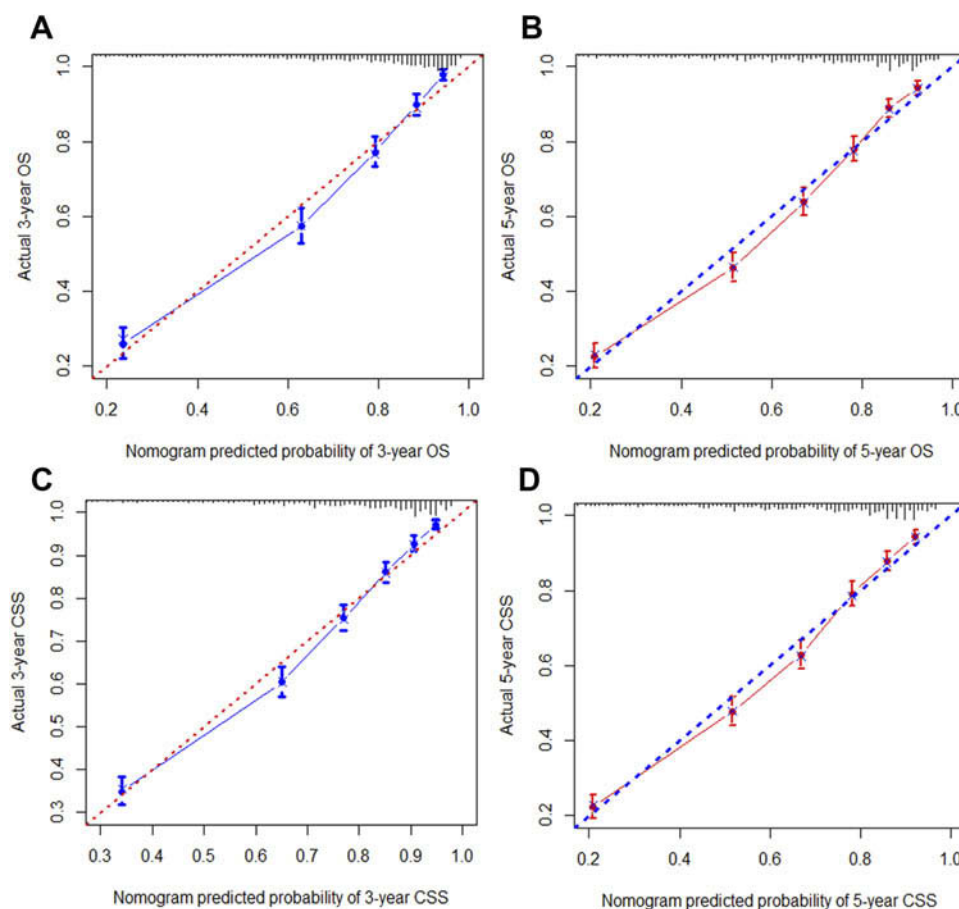 A
Actual 3-year OS
1.0
0.8
0.6
0.4
0.2
0.2 0.4 0.6 0.8 1.0
Nomogram predicted probability of 3-year OS
B
Actual 5-year OS
1.0
0.8
0.6
0.4
0.2
0.2 0.4 0.6 0.8 1.0
Nomogram predicted probability of 5-year OS
C
Actual 3-year CSS
1.0
0.9
0.8
0.7
0.6
0.5
0.4
0.3
0.3 0.4 0.5 0.6 0.7 0.8 0.9 1.0
Nomogram predicted probability of 3-year CSS
D
Actual 5-year CSS
1.0
0.8
0.6
0.4
0.2
0.2 0.4 0.6 0.8 1.0
Nomogram predicted probability of 5-year CSS